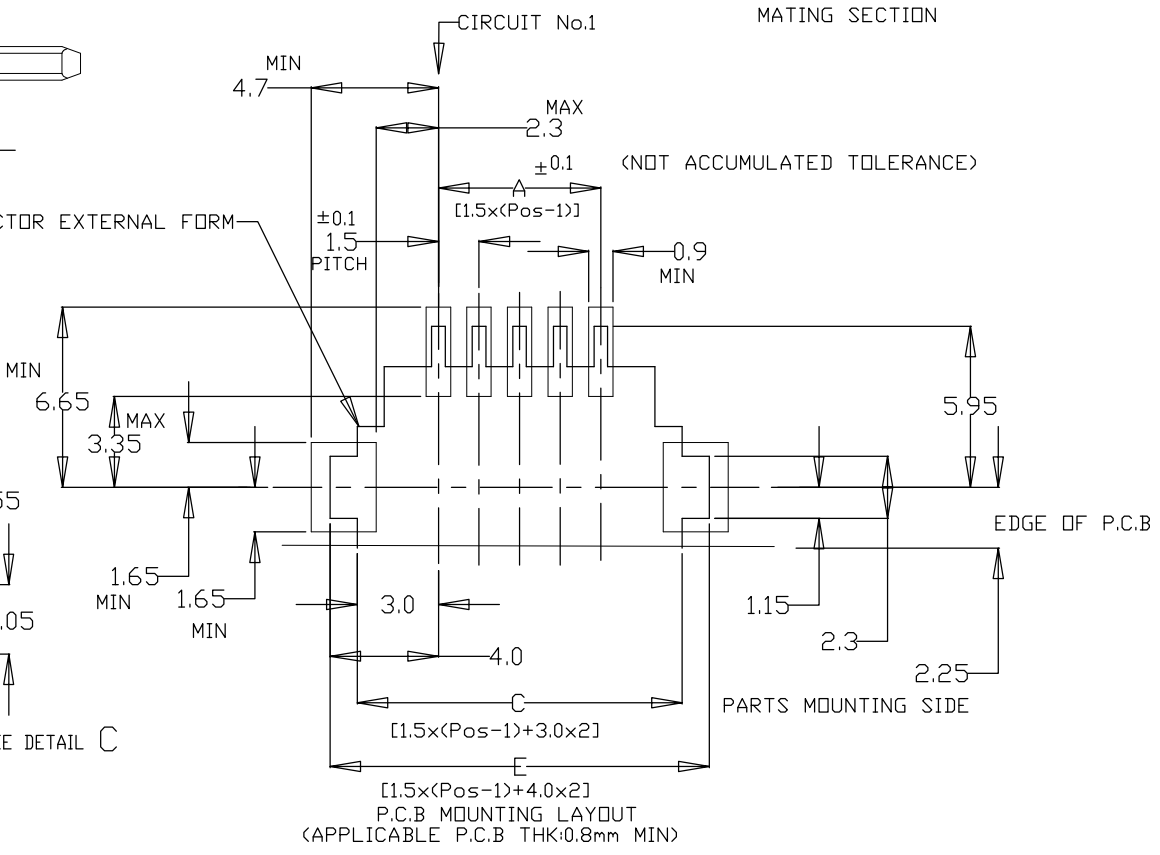 CIRCUIT No.1
MATING SECTION
MIN
4.7
MAX
2.3
±0.1
(NOT ACCUMULATED TOLERANCE)
A
[1.5x(Pos-1)]
CTOR EXTERNAL FORM
±0.1
1.5
PITCH
0.9
MIN
MIN
6.65
MAX
3.35
5.95
EDGE OF P.C.B
1.65
MIN
1.65
MIN
.05
3.0
1.15
4.0
2.3
2.25
C
PARTS MOUNTING SIDE
[1.5x(Pos-1)+3.0x2]
EE DETAIL C
E
[1.5x(Pos-1)+4.0x2]
P.C.B MOUNTING LAYOUT
(APPLICABLE P.C.B THK:0.8mm MIN)